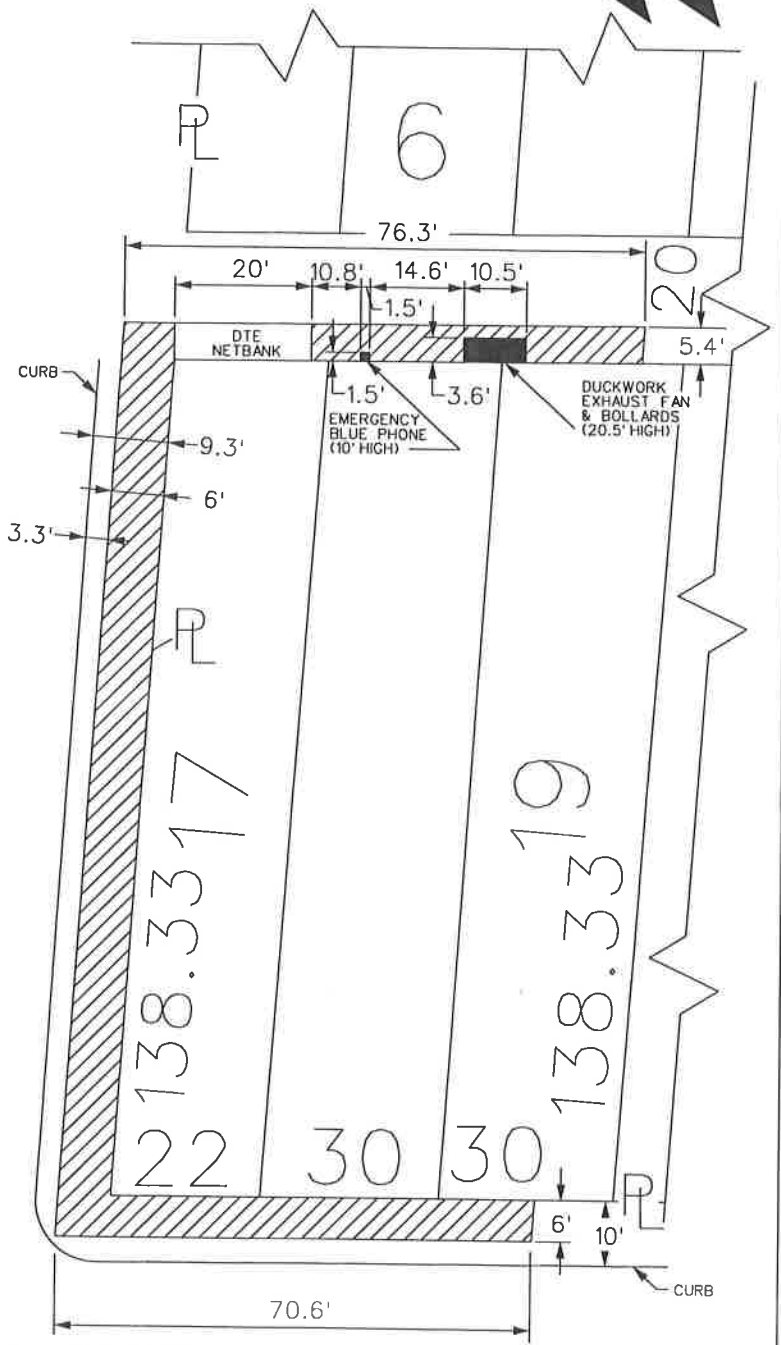 PL
6
76.3'
20'
10.8'
14.6'
10.5'
1.5'
20
5.4'
DTE
NETBANK
CURB
1.5'
3.6'
EMERGENCY
BLUE PHONE
(10' HIGH)
DUCKWORK
EXHAUST FAN
& BOLLARDS
(20.5' HIGH)
9.3'
6'
3.3'
PL
17
19
138.33
138.33
22
30
30
PL
6'
10'
CURB
70.6'